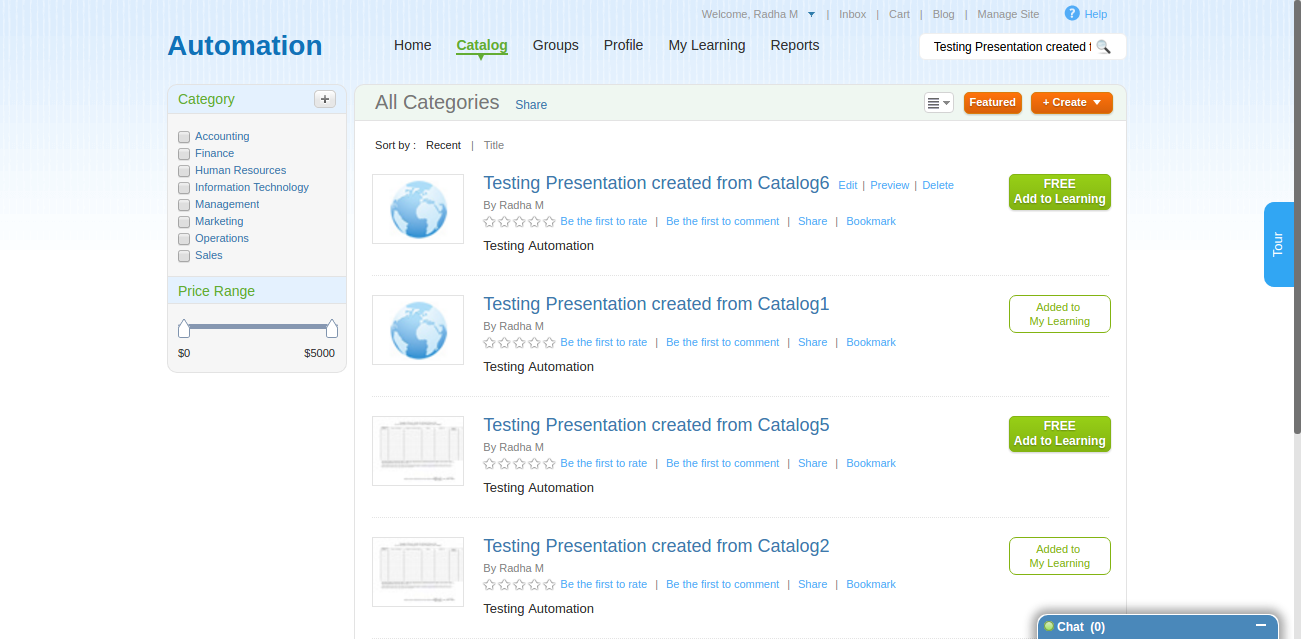 Welcome, Radha M | Inbox | Cart | Blog | Manage Site ? Help
Automation
Home Catalog Groups Profile My Learning Reports
Testing Presentation created f
Category +
Accounting
Finance
Human Resources
Information Technology
Management
Marketing
Operations
Sales
Price Range
$0 $5000
All Categories Share
Featured + Create
Sort by : Recent | Title
Testing Presentation created from Catalog6 Edit | Preview | Delete
By Radha M
Be the first to rate | Be the first to comment | Share | Bookmark
Testing Automation
FREE
Add to Learning
Testing Presentation created from Catalog1
By Radha M
Be the first to rate | Be the first to comment | Share | Bookmark
Testing Automation
Added to
My Learning
Testing Presentation created from Catalog5
By Radha M
Be the first to rate | Be the first to comment | Share | Bookmark
Testing Automation
FREE
Add to Learning
Testing Presentation created from Catalog2
By Radha M
Be the first to rate | Be the first to comment | Share | Bookmark
Testing Automation
Added to
My Learning
Tour
Chat (0)